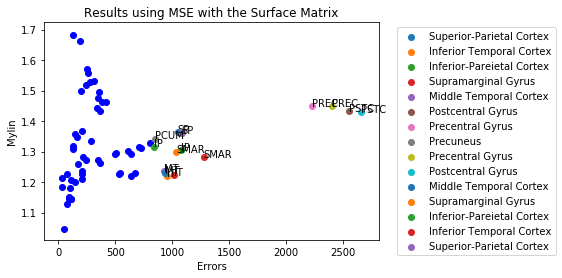 Results using MSE with the Surface Matrix
1.7
1.6
1.5
1.4
1.3
1.2
1.1
Mylin
0
500
1000
1500
2000
2500
Errors
PREC
PREC
PSTC
PSTC
PCUN
SP
SP
IP
IP
SMAR
SMAR
MT
IT
IT
Superior-Parietal Cortex
Inferior Temporal Cortex
Inferior-Pareietal Cortex
Supramarginal Gyrus
Middle Temporal Cortex
Postcentral Gyrus
Precentral Gyrus
Precuneus
Precentral Gyrus
Postcentral Gyrus
Middle Temporal Cortex
Supramarginal Gyrus
Inferior-Pareietal Cortex
Inferior Temporal Cortex
Superior-Parietal Cortex